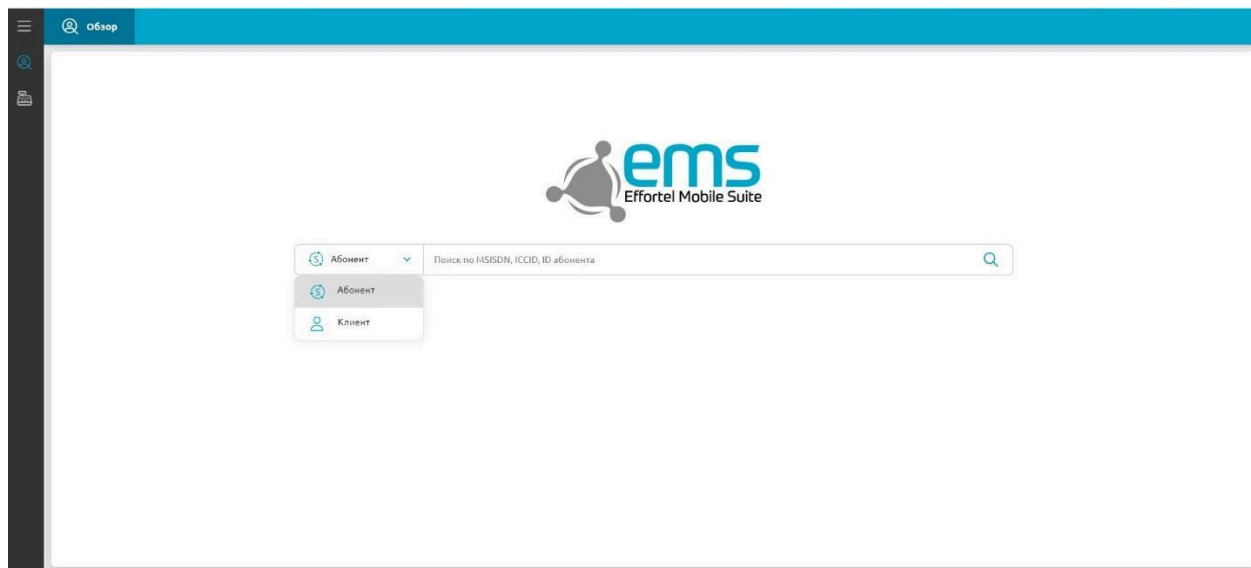 Обзор
ems
Effortel Mobile Suite
Абонент
Поиск по MSISDN, ICCID, ID абонента
Абонент
Клиент